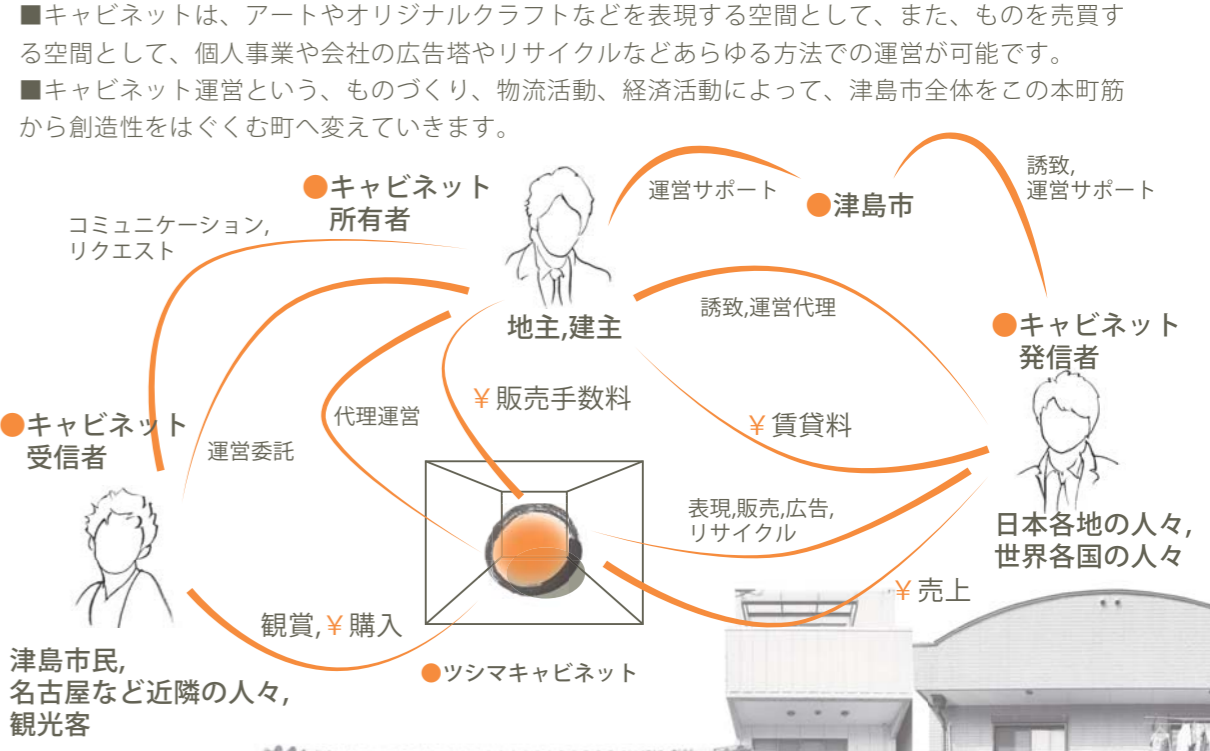 ■キャビネットは、アートやオリジナルクラフトなどを表現する空間として、また、ものを売買す
る空間として、個人事業や会社の広告塔やリサイクルなどあらゆる方法での運営が可能です。
■キャビネット運営という、ものづくり、物流活動、経済活動によって、津島市全体をこの本町筋
から創造性をはぐくむ町へ変えていきます。
●キャビネット
所有者
運営サポート
●津島市
誘致,
運営サポート
コミュニケーション,
リクエスト
地主,建主
誘致,運営代理
●キャビネット
発信者
¥販売手数料
代理運営
¥賃貸料
●キャビネット
受信者
運営委託
表現,販売,広告,
リサイクル
日本各地の人々,
世界各国の人々
¥売上
観賞,¥購入
●ツシマキャビネット
津島市民,
名古屋など近隣の人々,
観光客